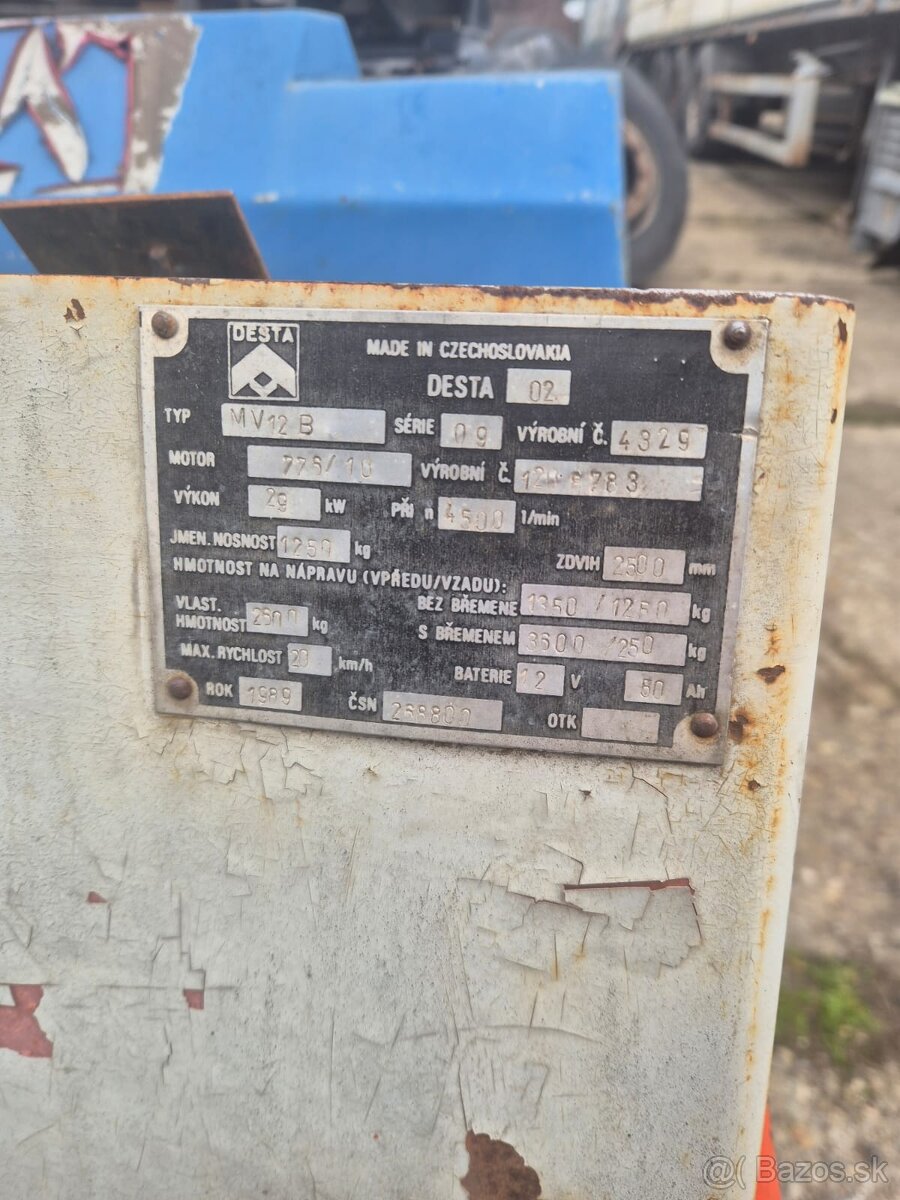 DESTA
MADE IN CZECHOSLOVAKIA
DESTA 02
TYP MV12 B SÉRIE 09 VÝROBNÍ Č. 4329
MOTOR VÝROBNÍ Č.
VÝKON 29 kW PŘI n 4500 1/min
JMEN. NOSNOST 1250 kg ZDVIH 2500 mm
HMOTNOST NA NÁPRAVU (VPŘEDU/VZADU):
BEZ BŘEMENE 1350 / 1250 kg
VLAST. HMOTNOST 2600 kg S BŘEMENEM 3600 / 250 kg
MAX. RYCHLOST 20 km/h BATERIE 12 V 50 Ah
ROK 1989 ČSN 268800 OTK
@( Bazos.sk